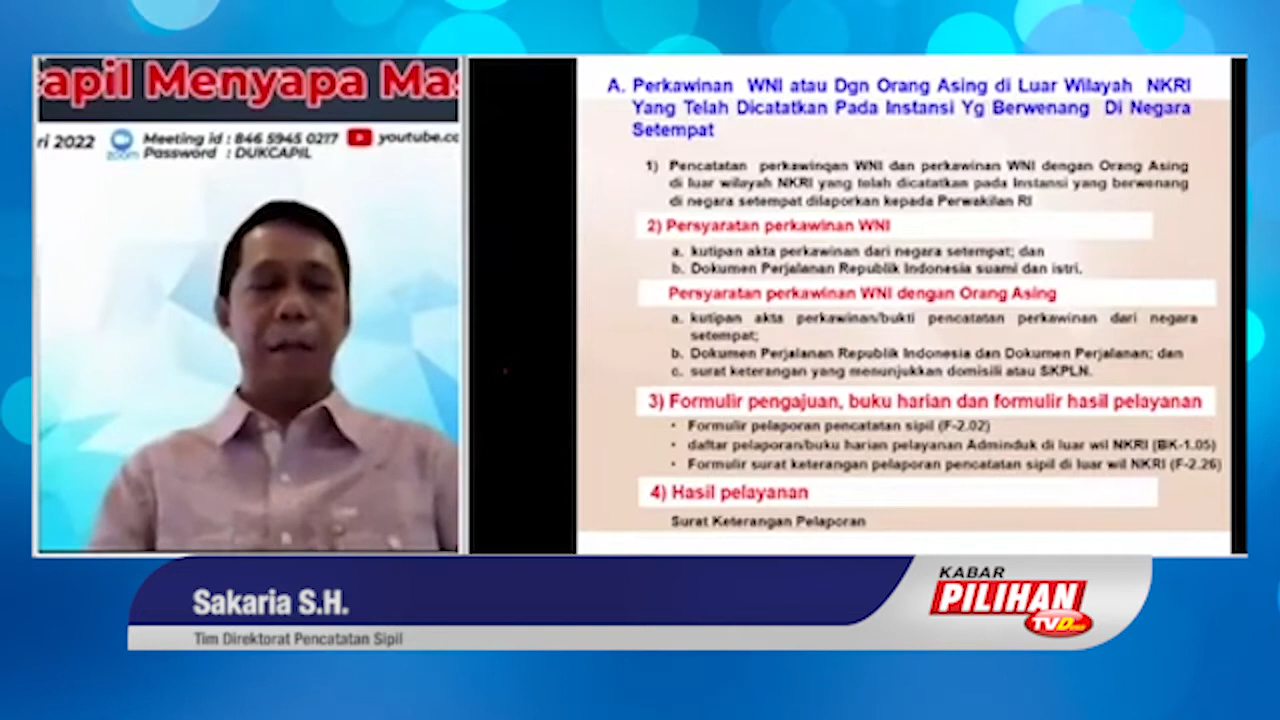 capil Menyapa Mas
ri 2022
zoom
Meeting id : 846 5945 0217
Password : DUKCAPIL
youtube.co
A. Perkawinan WNI atau Dgn Orang Asing di Luar Wilayah NKRI
Yang Telah Dicatatkan Pada Instansi Yg Berwenang Di Negara
Setempat
1) Pencatatan perkawinqan WNI dan perkawinan WNI dengan Orang Asing
di luar wilayah NKRI yang telah dicatatkan pada Instansi yang berwenang
di negara setempat dilaporkan kepada Perwakilan RI
2) Persyaratan perkawinan WNI
a. kutipan akta perkawinan dari negara setempat; dan
b. Dokumen Perjalanan Republik Indonesia suami dan istri.
Persyaratan perkawinan WNI dengan Orang Asing
a. kutipan akta perkawinan/bukti pencatatan perkawinan dari negara
setempat;
b. Dokumen Perjalanan Republik Indonesia dan Dokumen Perjalanan; dan
c. surat keterangan yang menunjukkan domisili atau SKPLN.
3) Formulir pengajuan, buku harian dan formulir hasil pelayanan
• Formulir pelaporan pencatatan sipil (F-2.02)
• daftar pelaporan/buku harian pelayanan Adminduk di luar wil NKRI (BK-1.05)
• Formulir surat keterangan pelaporan pencatatan sipil di luar wil NKRI (F-2.26)
4) Hasil pelayanan
Surat Keterangan Pelaporan
Sakaria S.H.
Tim Direktorat Pencatatan Sipil
KABAR
PILIHAN
TVD